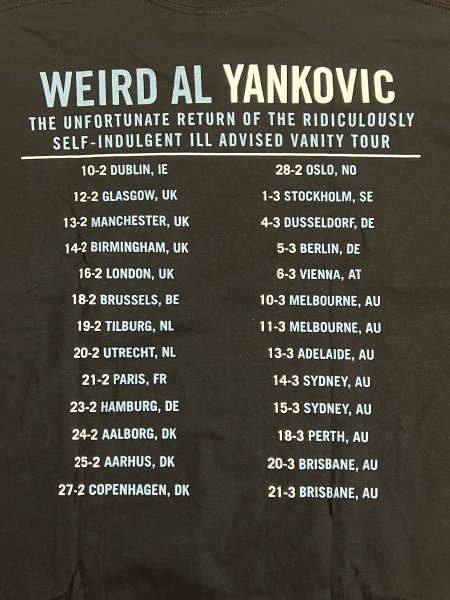 WEIRD AL YANKOVIC
THE UNFORTUNATE RETURN OF THE RIDICULOUSLY
SELF-INDULGENT ILL ADVISED VANITY TOUR
10-2 DUBLIN, IE
12-2 GLASGOW, UK
13-2 MANCHESTER, UK
14-2 BIRMINGHAM, UK
16-2 LONDON, UK
18-2 BRUSSELS, BE
19-2 TILBURG, NL
20-2 UTRECHT, NL
21-2 PARIS, FR
23-2 HAMBURG, DE
24-2 AALBORG, DK
25-2 AARHUS, DK
27-2 COPENHAGEN, DK
28-2 OSLO, NO
1-3 STOCKHOLM, SE
4-3 DUSSELDORF, DE
5-3 BERLIN, DE
6-3 VIENNA, AT
10-3 MELBOURNE, AU
11-3 MELBOURNE, AU
13-3 ADELAIDE, AU
14-3 SYDNEY, AU
15-3 SYDNEY, AU
18-3 PERTH, AU
20-3 BRISBANE, AU
21-3 BRISBANE, AU